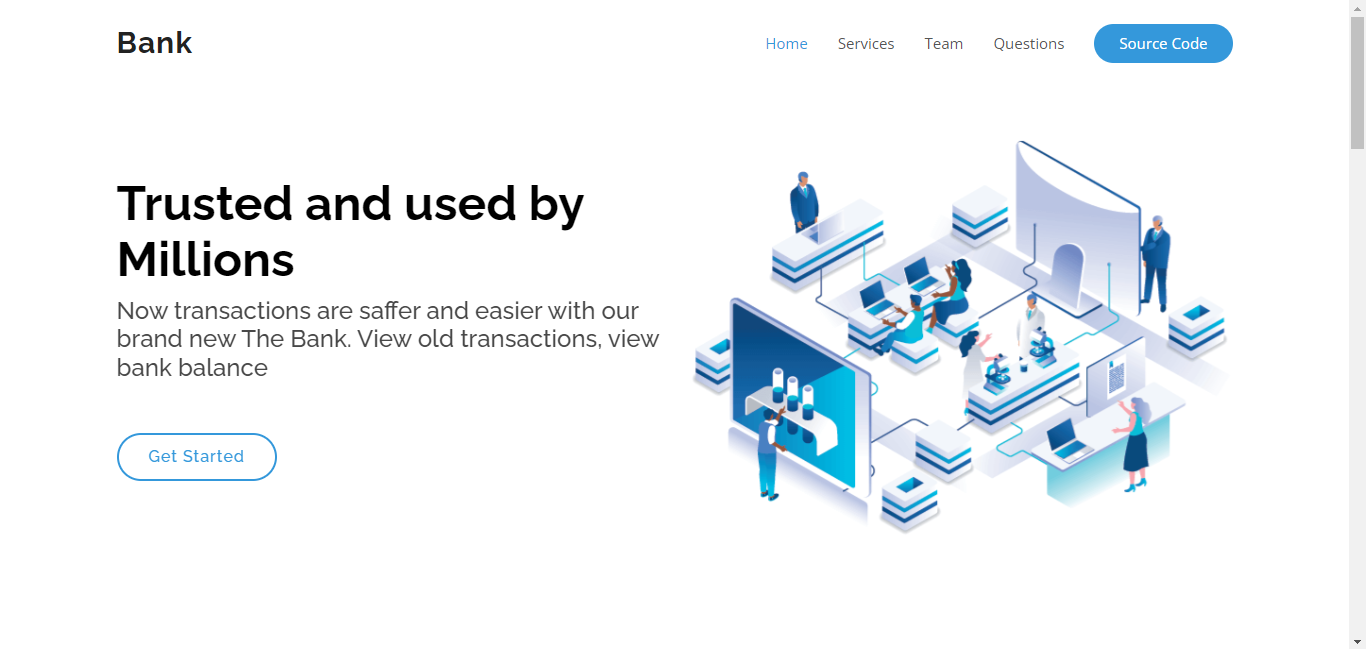 Bank
Home Services Team Questions Source Code
Trusted and used by
Millions
Now transactions are saffer and easier with our
brand new The Bank. View old transactions, view
bank balance
Get Started